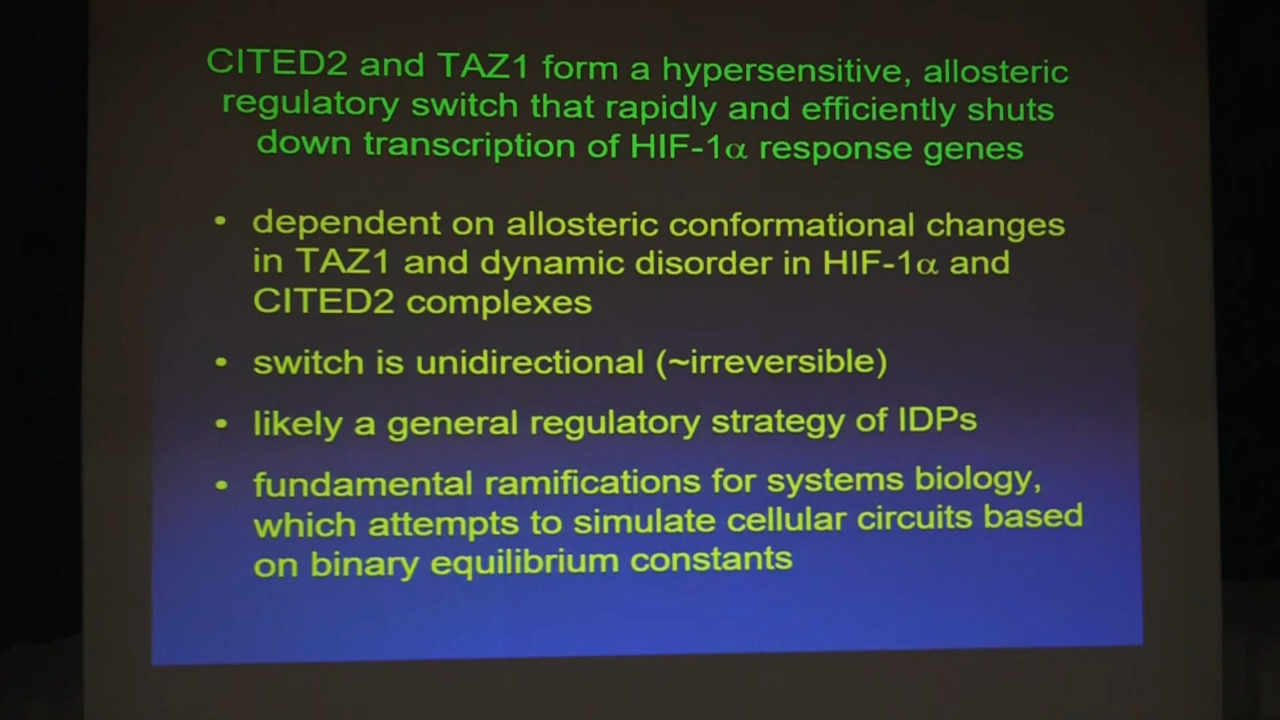 CITED2 and TAZ1 form a hypersensitive, allosteric
regulatory switch that rapidly and efficiently shuts
down transcription of HIF-1α response genes
• dependent on allosteric conformational changes
in TAZ1 and dynamic disorder in HIF-1α and
CITED2 complexes
• switch is unidirectional (~irreversible)
• likely a general regulatory strategy of IDPs
• fundamental ramifications for systems biology,
which attempts to simulate cellular circuits based
on binary equilibrium constants